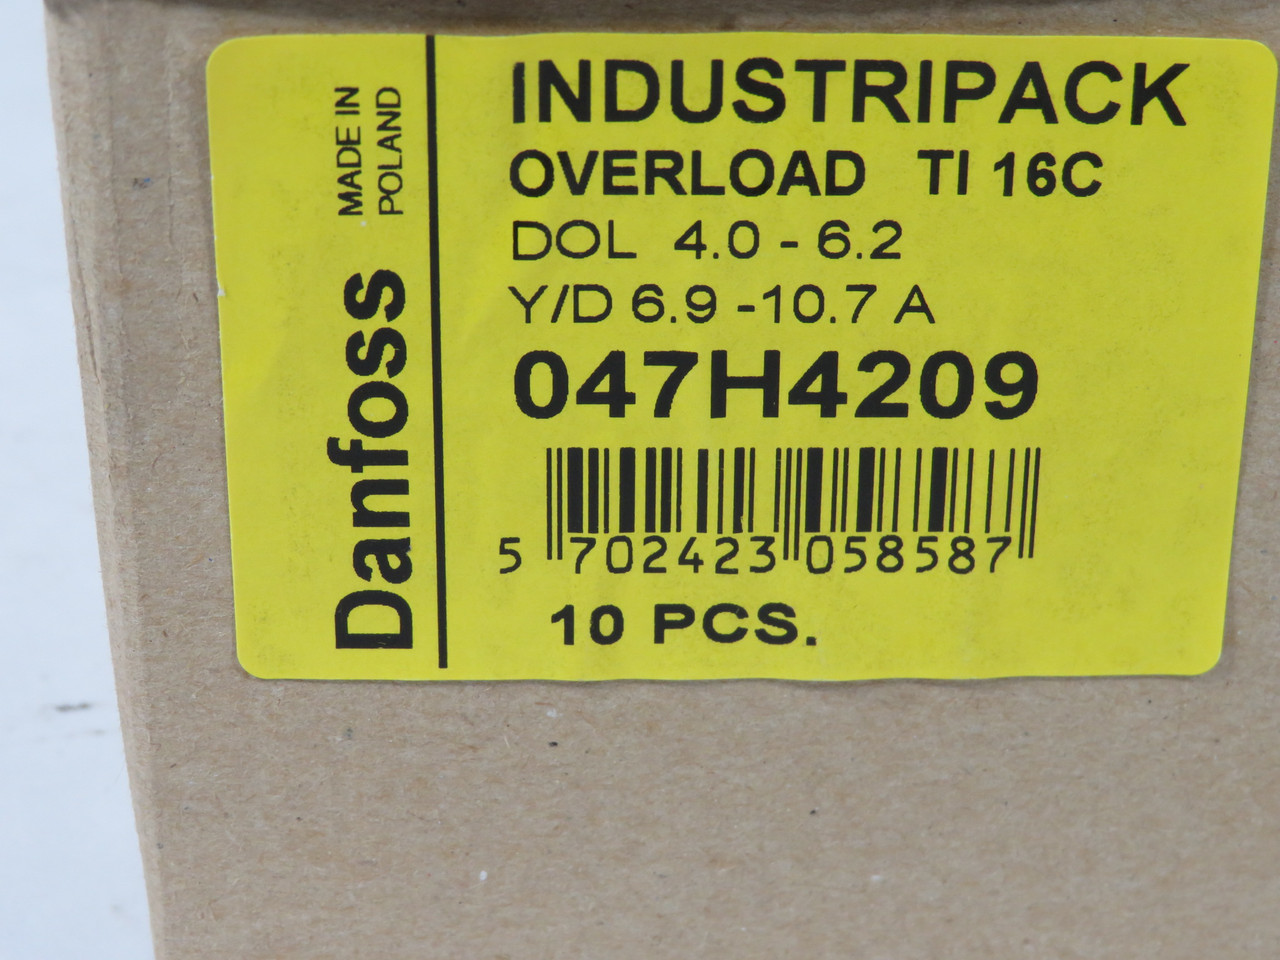 INDUSTRIPACK
OVERLOAD TI 16C
DOL 4.0 - 6.2
Y/D 6.9 -10.7 A
047H4209
5 702423 058587
10 PCS.
Danfoss
MADE IN
POLAND